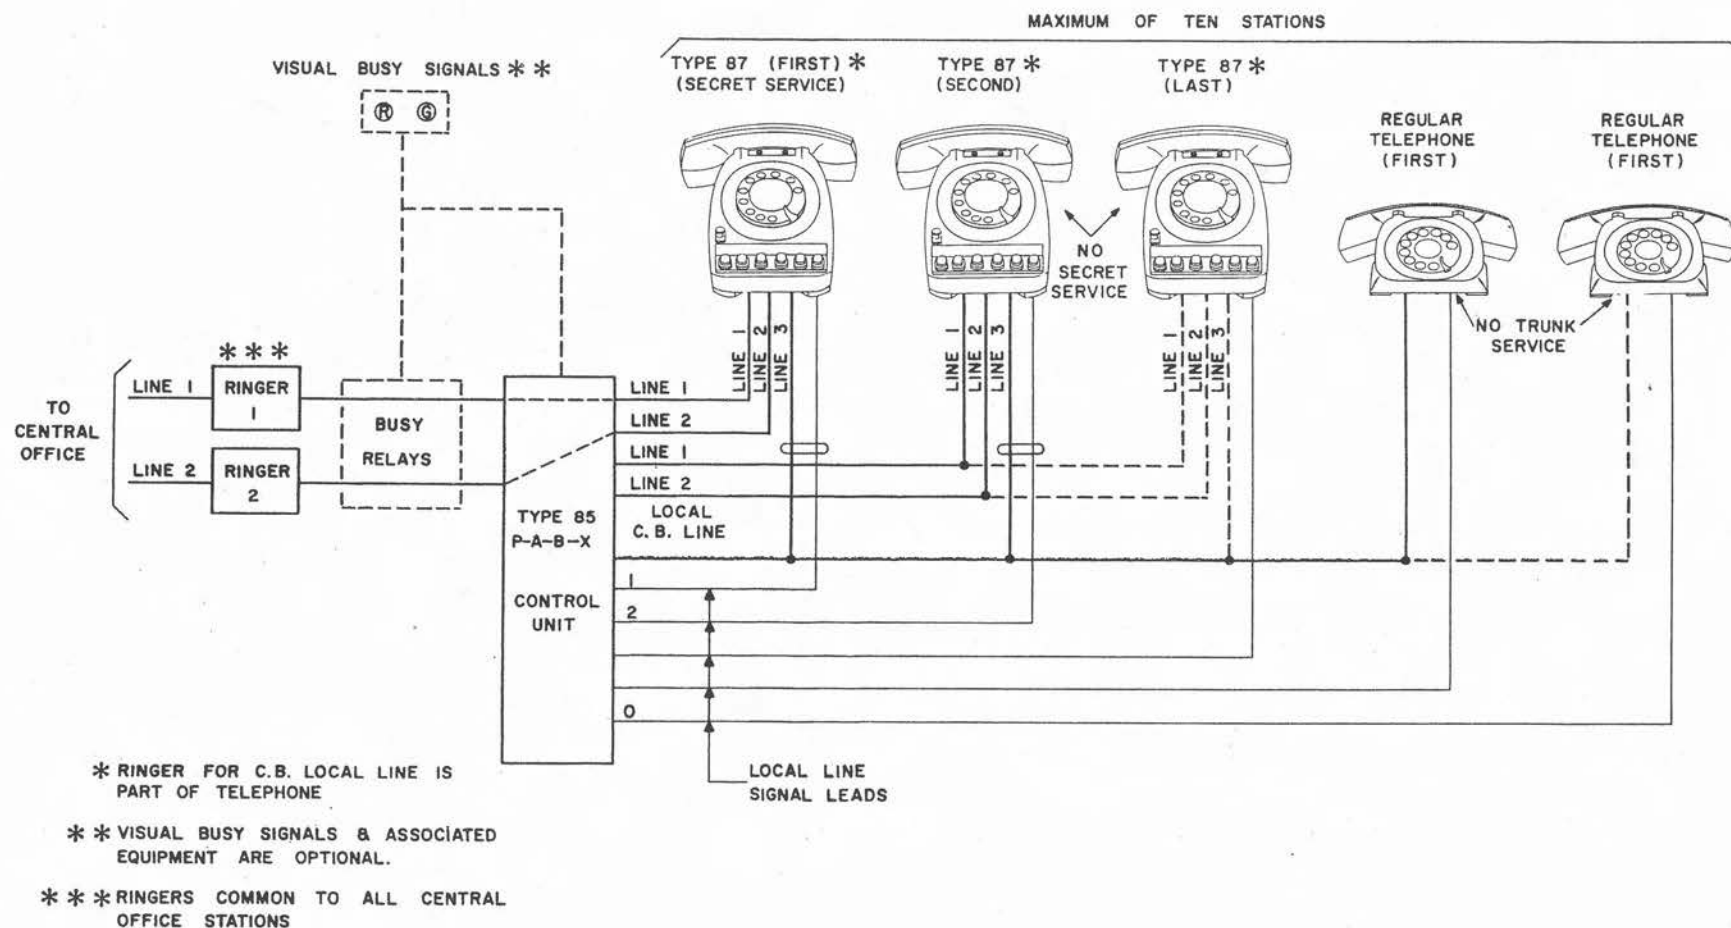 MAXIMUM OF TEN STATIONS
VISUAL BUSY SIGNALS * *
R G
TYPE 87 (FIRST) *
(SECRET SERVICE)
TYPE 87 *
(SECOND)
TYPE 87 *
(LAST)
REGULAR
TELEPHONE
(FIRST)
REGULAR
TELEPHONE
(FIRST)
NO
SECRET
SERVICE
NO TRUNK
SERVICE
LINE 1
LINE 2
LINE 3
LINE 1
LINE 2
LINE 3
LINE 1
LINE 2
LINE 3
TO
CENTRAL
OFFICE
LINE 1
LINE 2
* * *
RINGER
1
RINGER
2
BUSY
RELAYS
TYPE 85
P-A-B-X
CONTROL
UNIT
LINE 1
LINE 2
LINE 1
LINE 2
LOCAL
C.B. LINE
1
2
0
LOCAL LINE
SIGNAL LEADS
* RINGER FOR C.B. LOCAL LINE IS
PART OF TELEPHONE
* * VISUAL BUSY SIGNALS & ASSOCIATED
EQUIPMENT ARE OPTIONAL.
* * * RINGERS COMMON TO ALL CENTRAL
OFFICE STATIONS